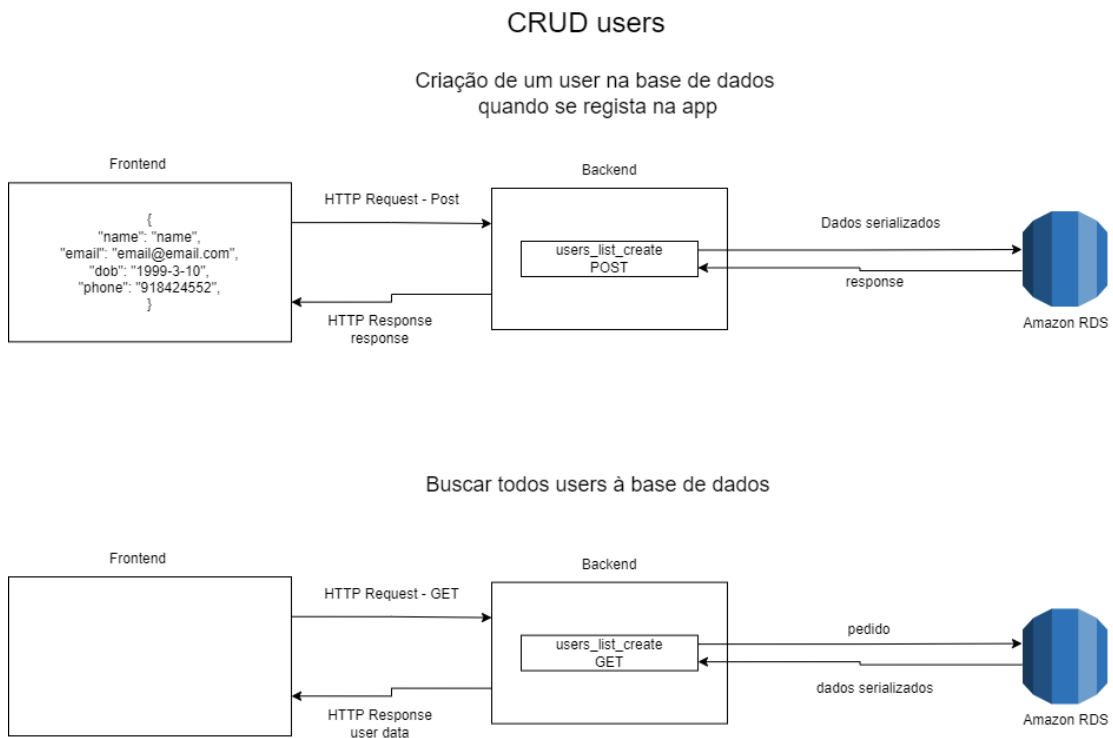 CRUD users
Criação de um user na base de dados
quando se regista na app
Frontend
{
"name": "name",
"email": "email@email.com",
"dob": "1999-3-10",
"phone": "918424552",
}
HTTP Request - Post
HTTP Response
response
Backend
users_list_create
POST
Dados serializados
response
Amazon RDS
Buscar todos users à base de dados
Frontend
HTTP Request - GET
HTTP Response
user data
Backend
users_list_create
GET
pedido
dados serializados
Amazon RDS